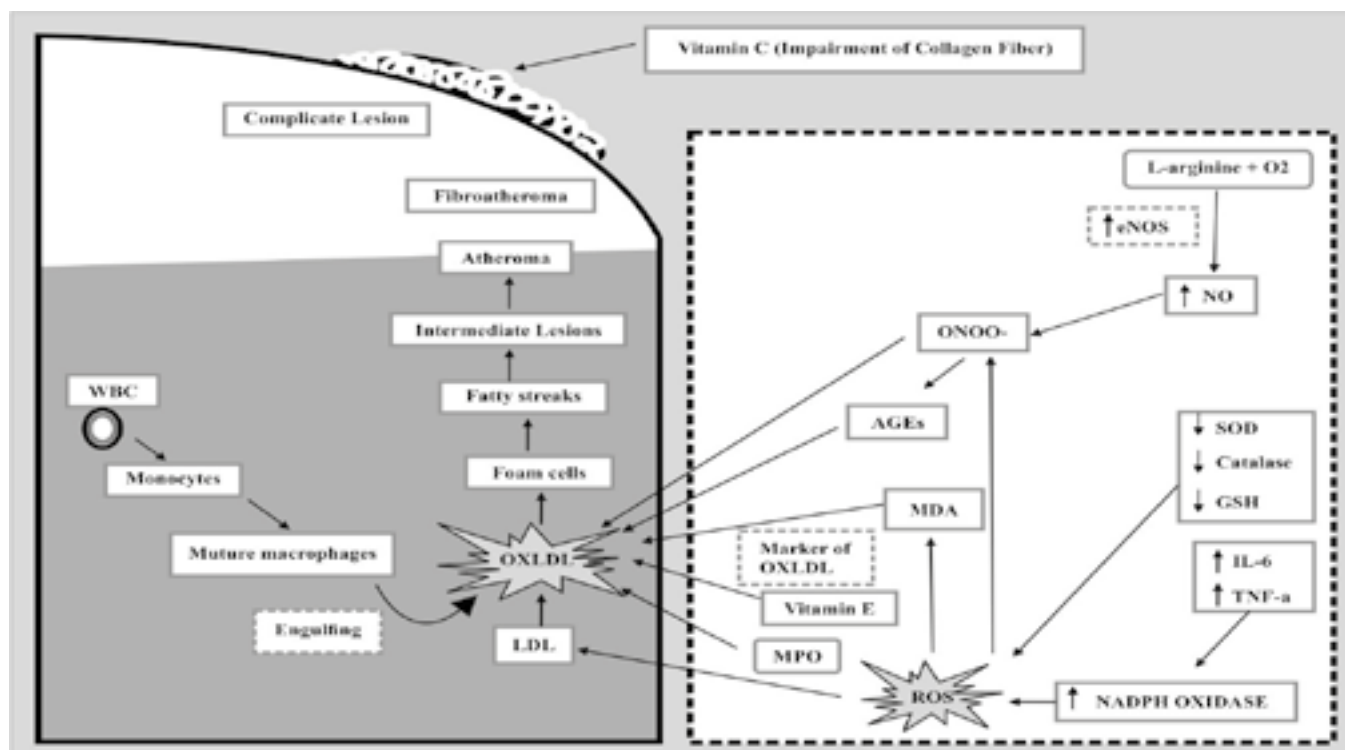 Vitamin C (Impairment of Collagen Fiber)
Complicate Lesion
Fibroatheroma
Atheroma
Intermediate Lesions
Fatty streaks
Foam cells
OXLDL
LDL
WBC
Monocytes
Muture macrophages
Engulfing
L-arginine + O2
↑eNOS
↑ NO
ONOO-
AGEs
MDA
Marker of
OXLDL
Vitamin E
MPO
ROS
↓ SOD
↓ Catalase
↓ GSH
↑ IL-6
↑ TNF-a
↑ NADPH OXIDASE